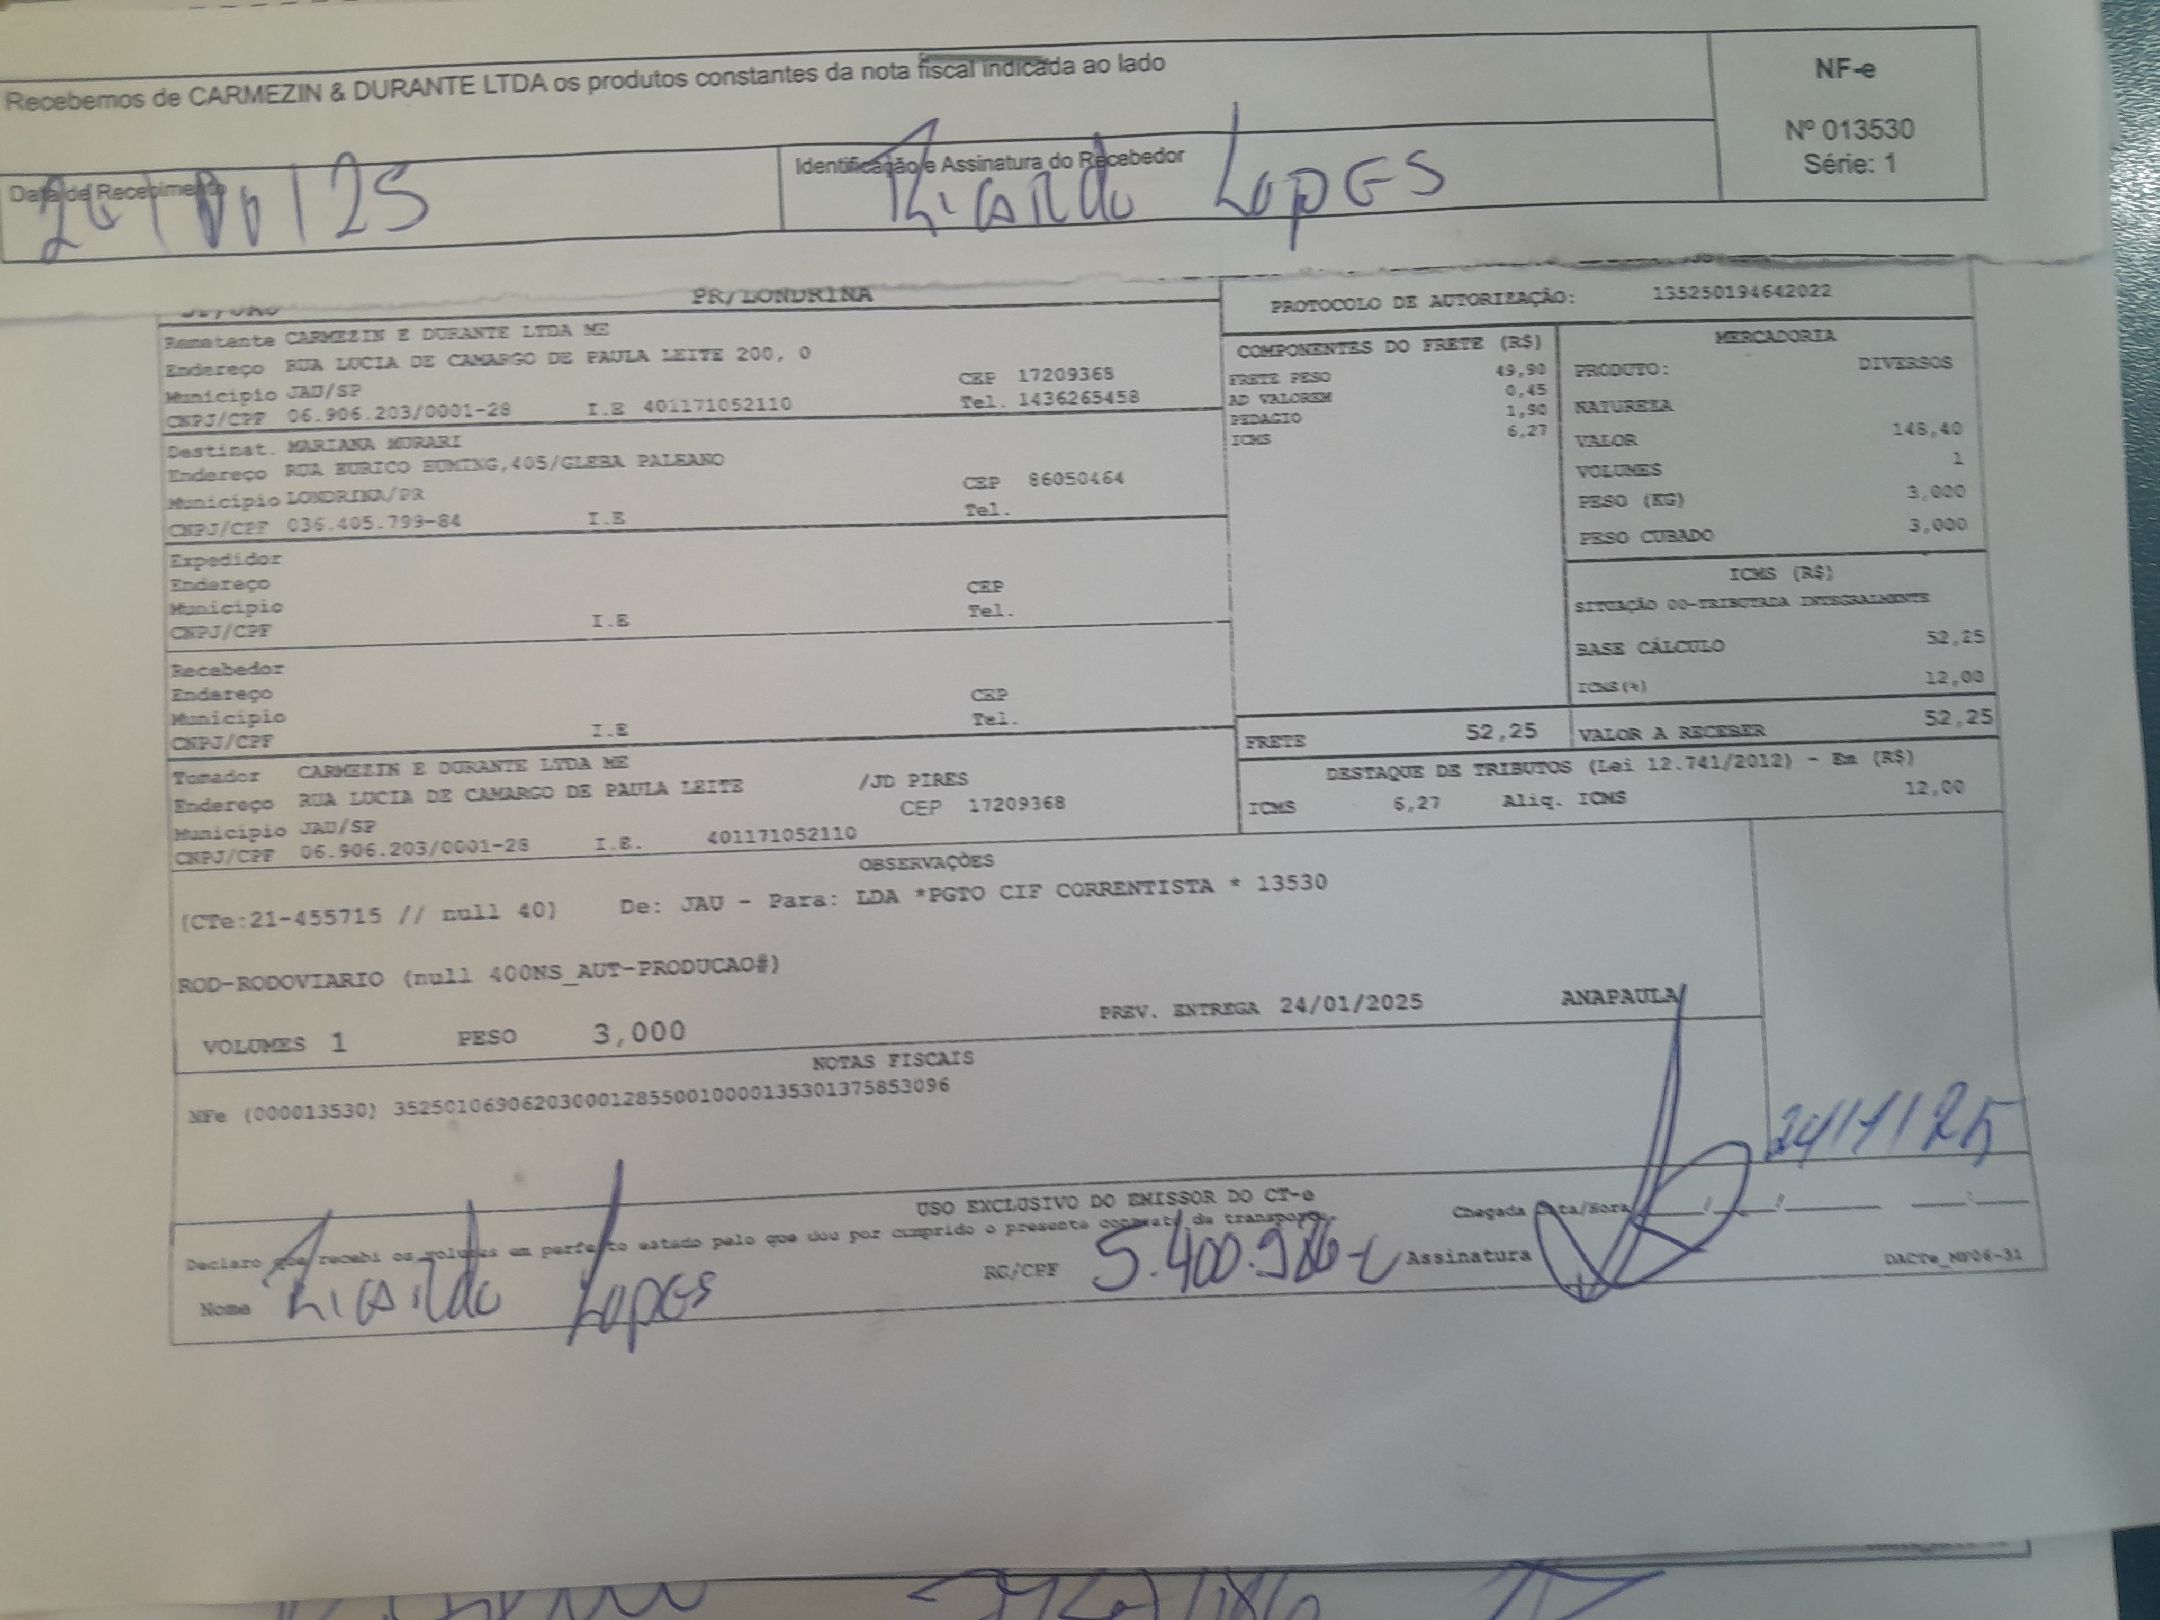 Recebemos de CARMEZIN & DURANTE LTDA os produtos constantes da nota fiscal indicada ao lado
NF-e
Nº 013530
Série: 1
Data de Recebimento
Identificação e Assinatura do Recebedor
Ricardo Lopes
PR/LONDRINA
PROTOCOLO DE AUTORIZAÇÃO: 135250194642022
Remetente CARMEZIN E DURANTE LTDA ME
Endereço RUA LUCIA DE CAMARGO DE PAULA LEITE 200, 0
Município JAU/SP CEP 17209368
CNPJ/CPF 06.906.203/0001-28 I.E 401171052110 Tel. 1436265458
COMPONENTES DO FRETE (R$)
FRETE PESO 49,90
AD VALOREM 0,45
PEDAGIO 1,90
ICMS 6,27
MERCADORIA
PRODUTO: DIVERSOS
NATUREZA
VALOR 148,40
VOLUMES 1
PESO (KG) 3,000
PESO CUBADO 3,000
Destinat. MARIANA MURARI
Endereço RUA EURICO HUMING,405/GLEBA PALHANO
Município LONDRINA/PR CEP 86050464
CNPJ/CPF 036.405.799-84 I.E Tel.
Expedidor
Endereço CEP
Município Tel.
CNPJ/CPF I.E
ICMS (R$)
SITUAÇÃO 00-TRIBUTADA INTEGRALMENTE
BASE CÁLCULO 52,25
ICMS(%) 12,00
Recebedor
Endereço CEP
Município Tel.
CNPJ/CPF I.E
FRETE 52,25 VALOR A RECEBER 52,25
Tomador CARMEZIN E DURANTE LTDA ME
Endereço RUA LUCIA DE CAMARGO DE PAULA LEITE /JD PIRES
Município JAU/SP CEP 17209368
CNPJ/CPF 06.906.203/0001-28 I.E. 401171052110
DESTAQUE DE TRIBUTOS (Lei 12.741/2012) - Em (R$)
ICMS 6,27 Aliq. ICMS 12,00
OBSERVAÇÕES
(CTe:21-455715 // null 40) De: JAU - Para: LDA *PGTO CIF CORRENTISTA * 13530
ROD-RODOVIARIO (null 400NS_AUT-PRODUCAO#)
VOLUMES 1 PESO 3,000 PREV. ENTREGA 24/01/2025 ANAPAULA
NOTAS FISCAIS
NFe (000013530) 35250106906203000128550010000135301375853096
24/1/25
USO EXCLUSIVO DO EMISSOR DO CT-e
Declaro que recebi os volumes em perfeito estado pelo que dou por cumprido o presente contrato de transporte.
Chegada Data/Hora
Nome Ricardo Lopes RG/CPF Assinatura
DACTe_NF06-31